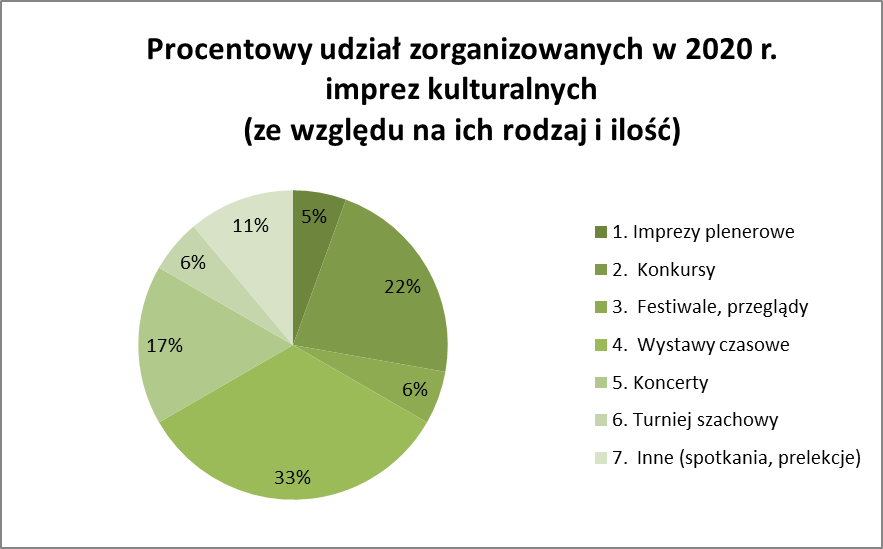 Procentowy udział zorganizowanych w 2020 r.
imprez kulturalnych
(ze względu na ich rodzaj i ilość)
5%
22%
6%
33%
17%
6%
11%
1. Imprezy plenerowe
2. Konkursy
3. Festiwale, przeglądy
4. Wystawy czasowe
5. Koncerty
6. Turniej szachowy
7. Inne (spotkania, prelekcje)